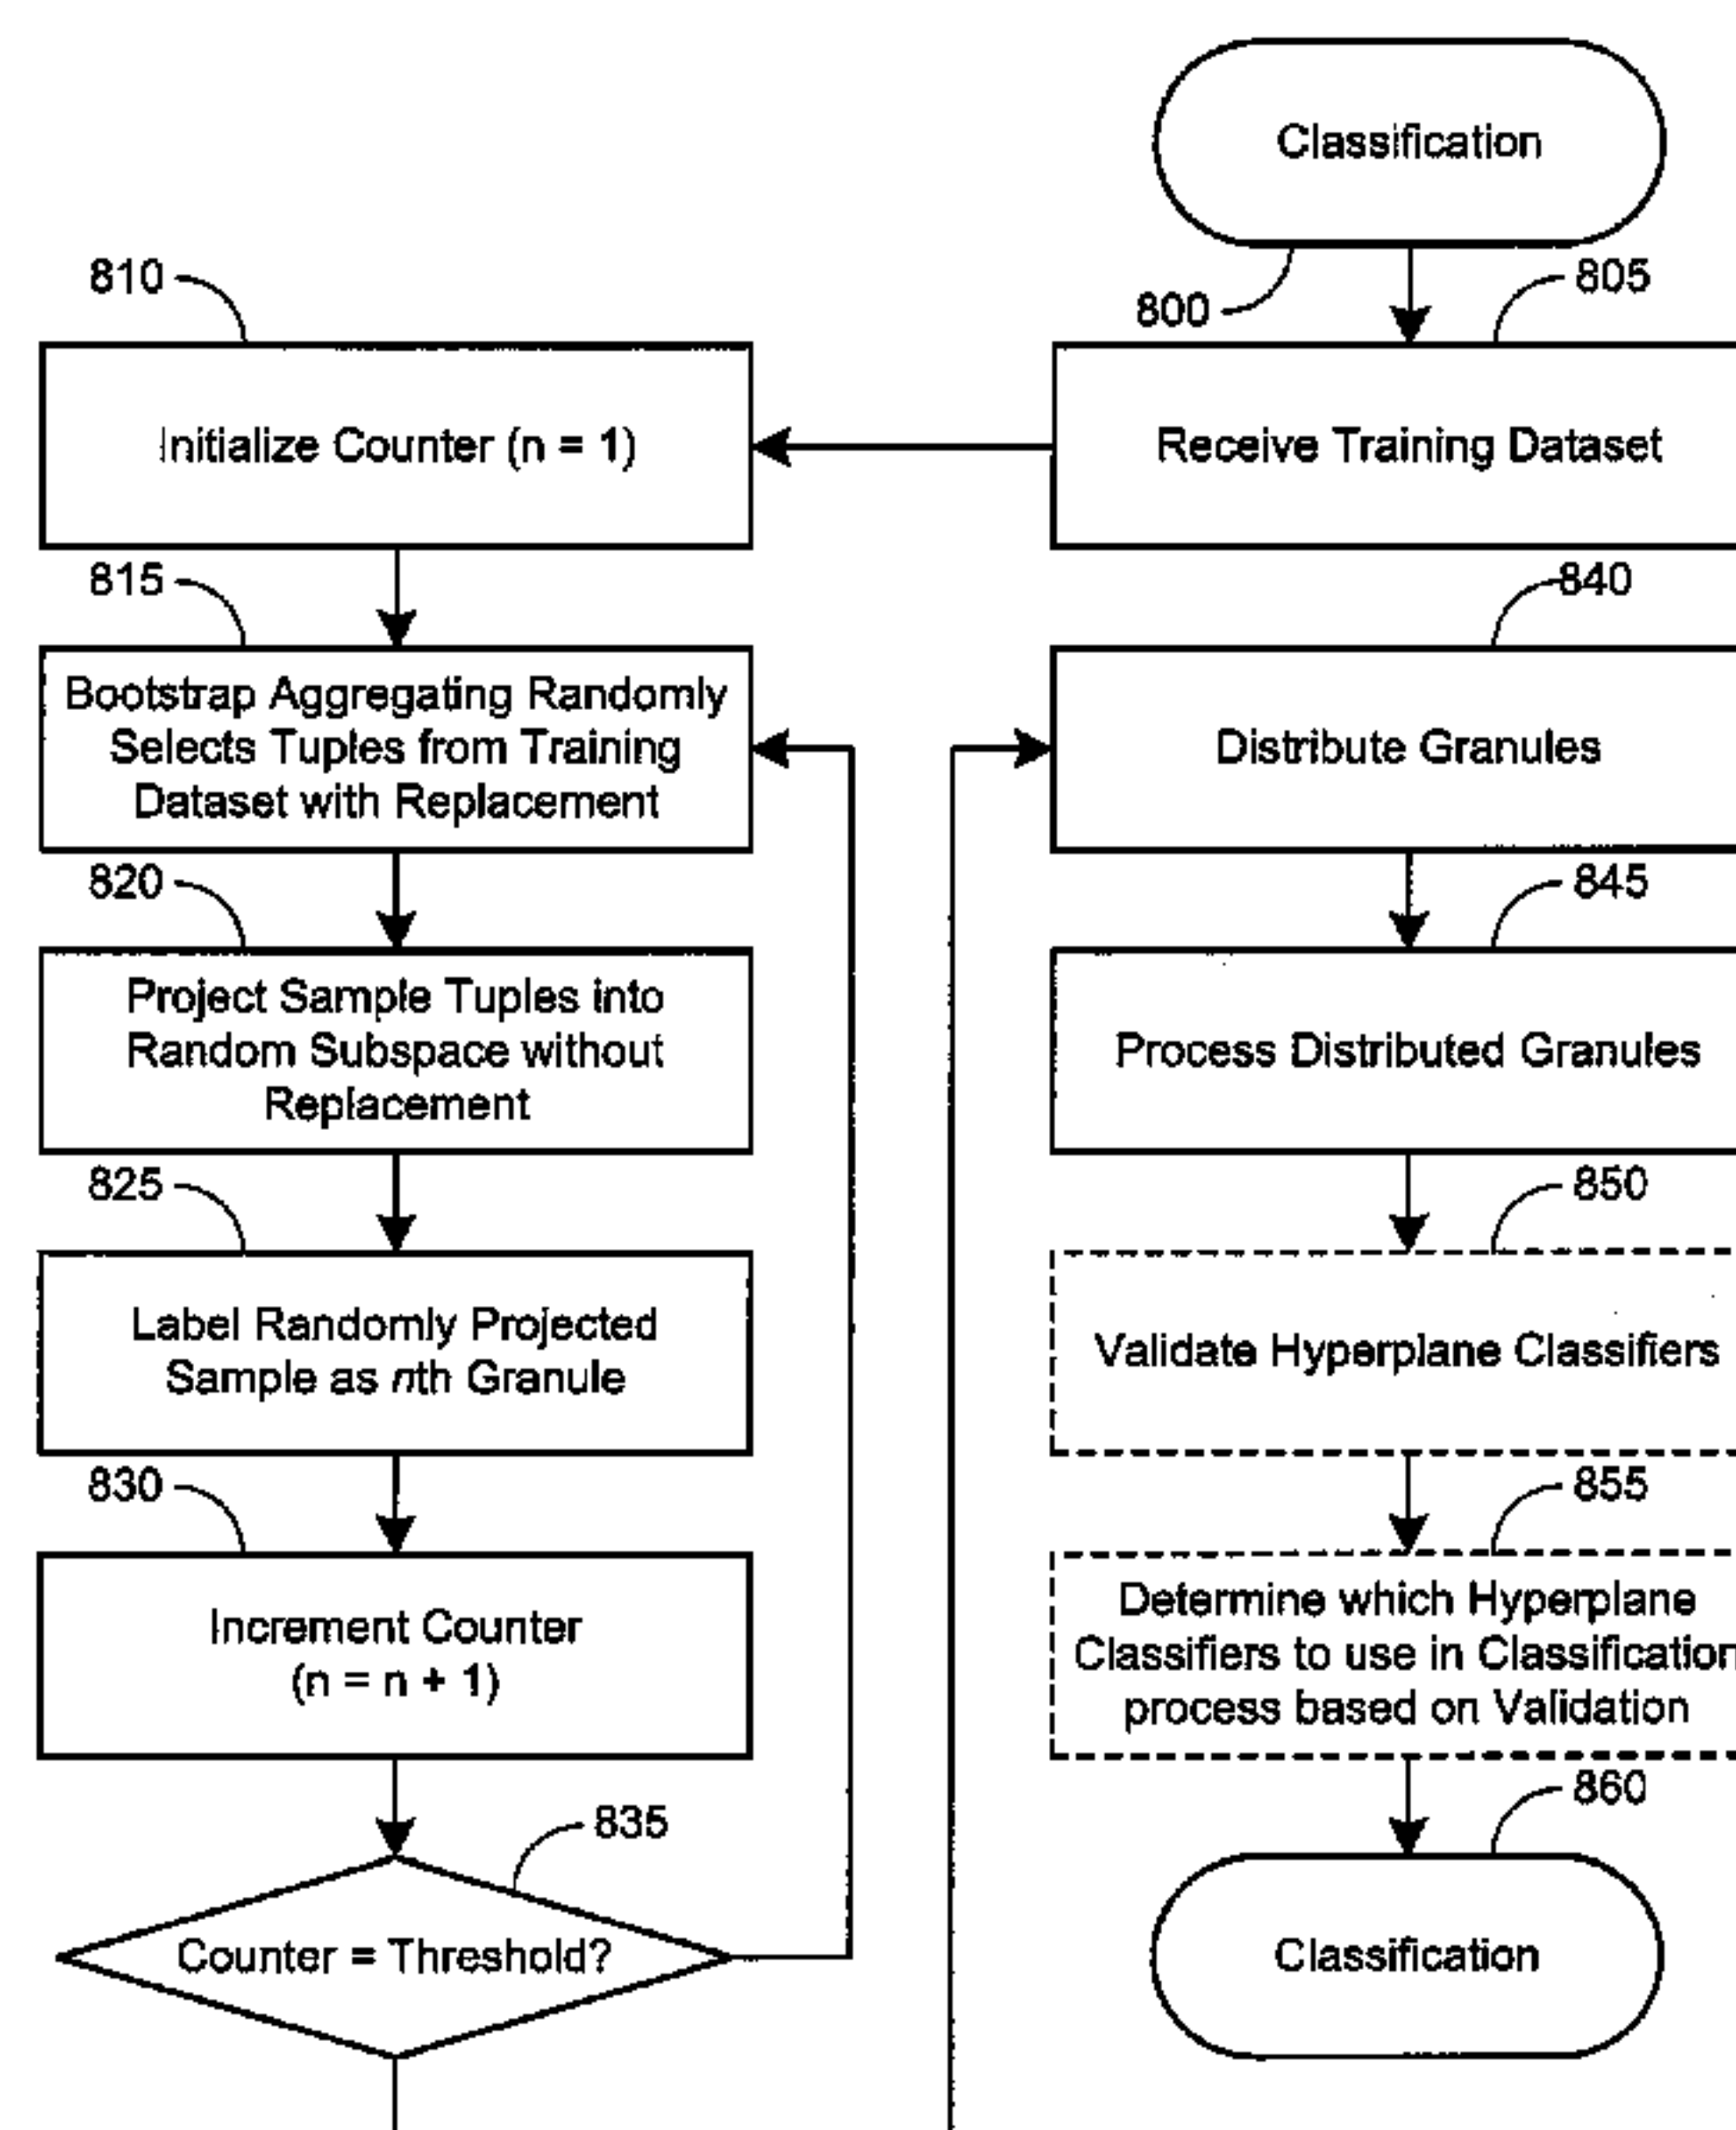 Classification
800
805
Receive Training Dataset
810
Initialize Counter (n = 1)
815
Bootstrap Aggregating Randomly
Selects Tuples from Training
Dataset with Replacement
820
Project Sample Tuples into
Random Subspace without
Replacement
825
Label Randomly Projected
Sample as nth Granule
830
Increment Counter
(n = n + 1)
835
Counter = Threshold?
840
Distribute Granules
845
Process Distributed Granules
850
Validate Hyperplane Classifiers
855
Determine which Hyperplane
Classifiers to use in Classification
process based on Validation
860
Classification